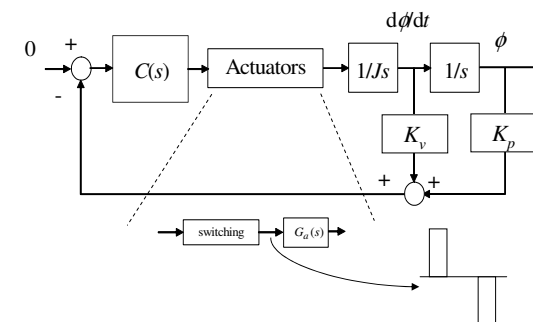 dϕ/dt
0
+
C(s)
Actuators
1/Js
1/s
ϕ
-
K_v
K_p
+
+
switching
G_a(s)